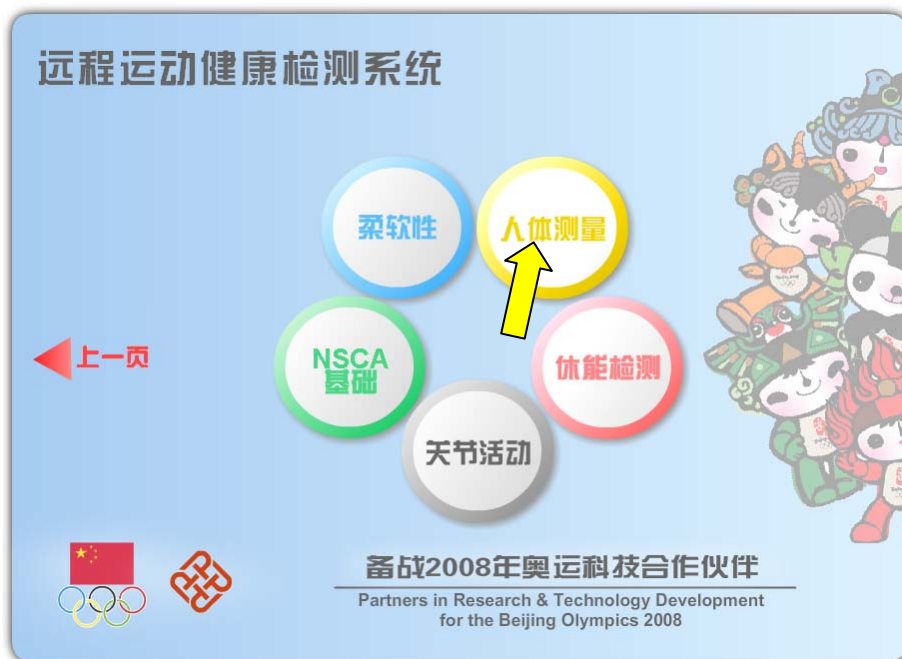 远程运动健康检测系统
柔软性
人体测量
NSCA
基础
休能检测
上一页
关节活动
备战2008年奥运科技合作伙伴
Partners in Research & Technology Development
for the Beijing Olympics 2008